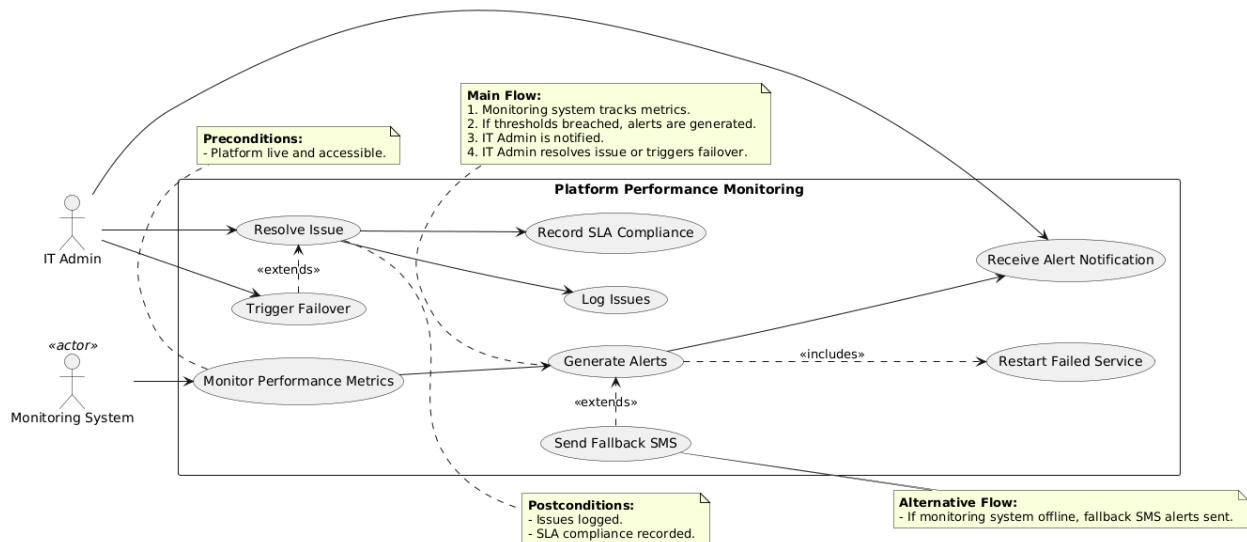 Main Flow:
1. Monitoring system tracks metrics.
2. If thresholds breached, alerts are generated.
3. IT Admin is notified.
4. IT Admin resolves issue or triggers failover.
Preconditions:
- Platform live and accessible.
Platform Performance Monitoring
IT Admin
Resolve Issue
Record SLA Compliance
Receive Alert Notification
«extends»
Trigger Failover
Log Issues
«actor»
Monitoring System
Monitor Performance Metrics
Generate Alerts
«includes»
Restart Failed Service
«extends»
Send Fallback SMS
Postconditions:
- Issues logged.
- SLA compliance recorded.
Alternative Flow:
- If monitoring system offline, fallback SMS alerts sent.